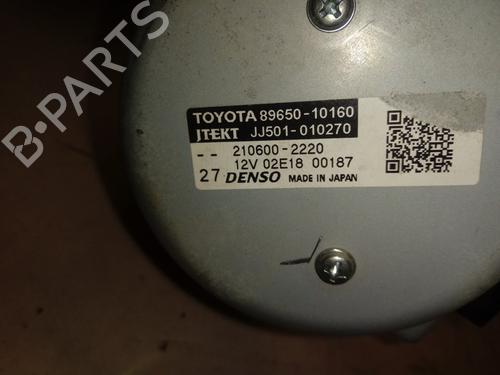 TOYOTA 89650-10160
JTEKT JJ501-010270
-- 210600-2220
12V 02E18 00187
27 DENSO MADE IN JAPAN
B-PARTS